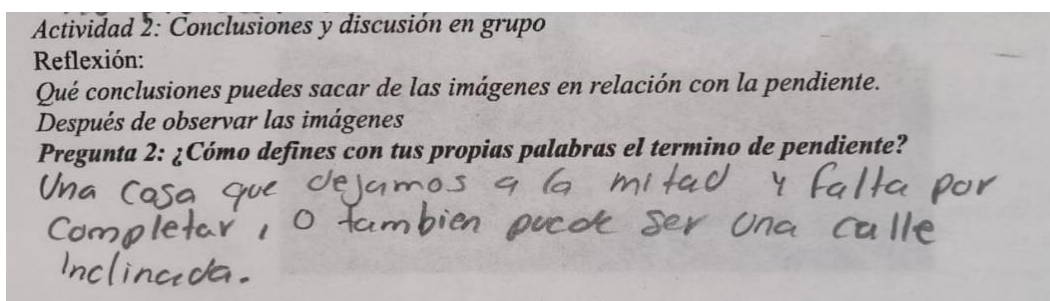 Actividad 2: Conclusiones y discusión en grupo
Reflexión:
Qué conclusiones puedes sacar de las imágenes en relación con la pendiente.
Después de observar las imágenes
Pregunta 2: ¿Cómo defines con tus propias palabras el termino de pendiente?
Una cosa que dejamos a la mitad y falta por
Completar, o tambien puede ser una calle
Inclinada.